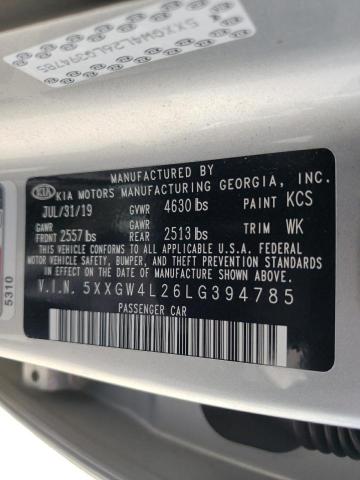 5XXGW4L26LG394785
MANUFACTURED BY
KIA KIA MOTORS MANUFACTURING GEORGIA, INC.
JUL/31/19 GVWR 4630 lbs PAINT KCS
GAWR FRONT 2557 lbs GAWR REAR 2513 lbs TRIM WK
THIS VEHICLE CONFORMS TO ALL APPLICABLE U.S.A. FEDERAL
MOTOR VEHICLE SAFETY, BUMPER, AND THEFT PREVENTION
STANDARDS IN EFFECT ON THE DATE OF MANUFACTURE SHOWN ABOVE.
V.I.N. 5XXGW4L26LG394785
PASSENGER CAR
5310